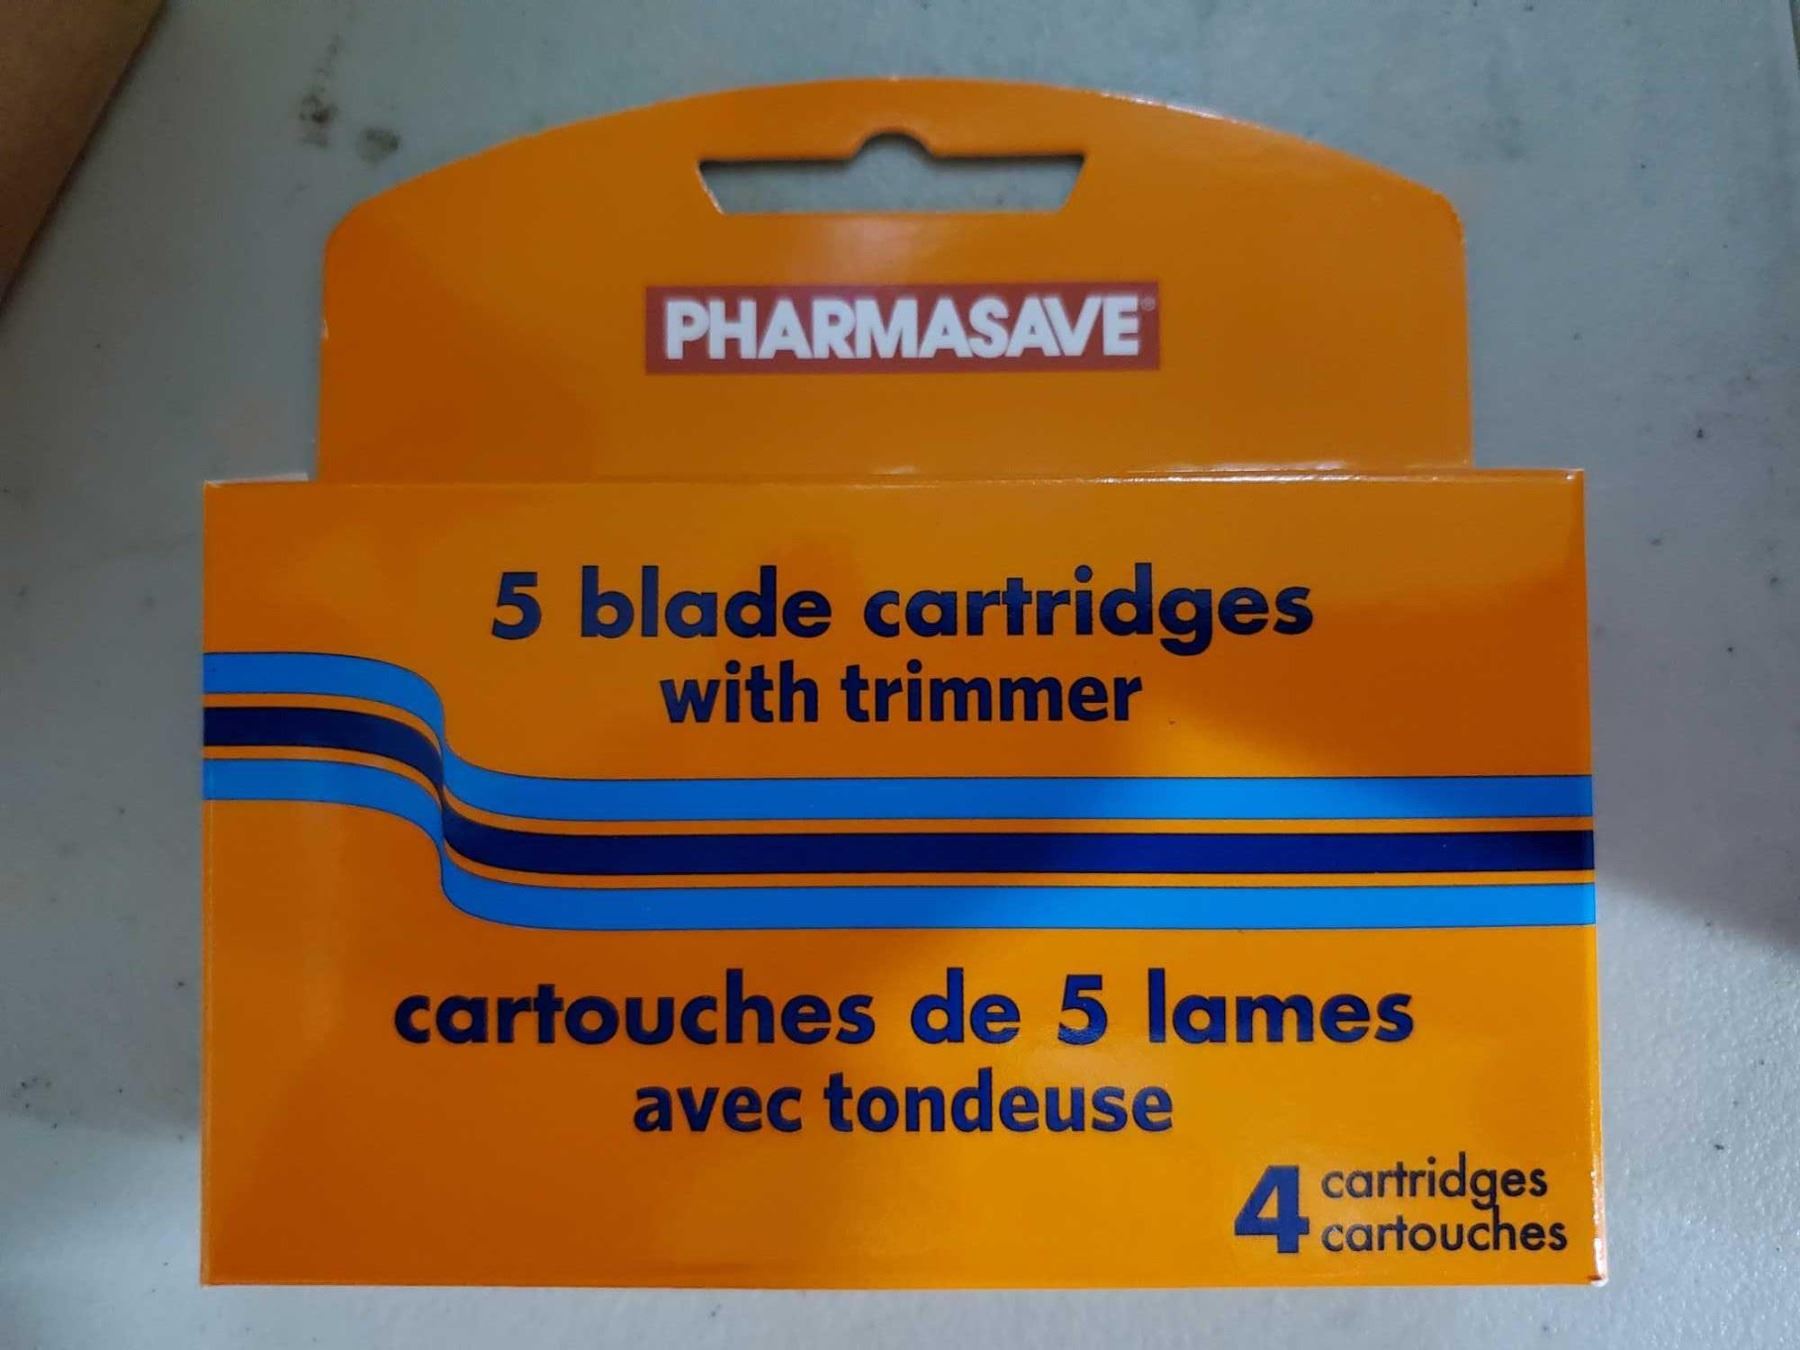 PHARMASAVE®
5 blade cartridges
with trimmer
cartouches de 5 lames
avec tondeuse
4 cartridges
cartouches